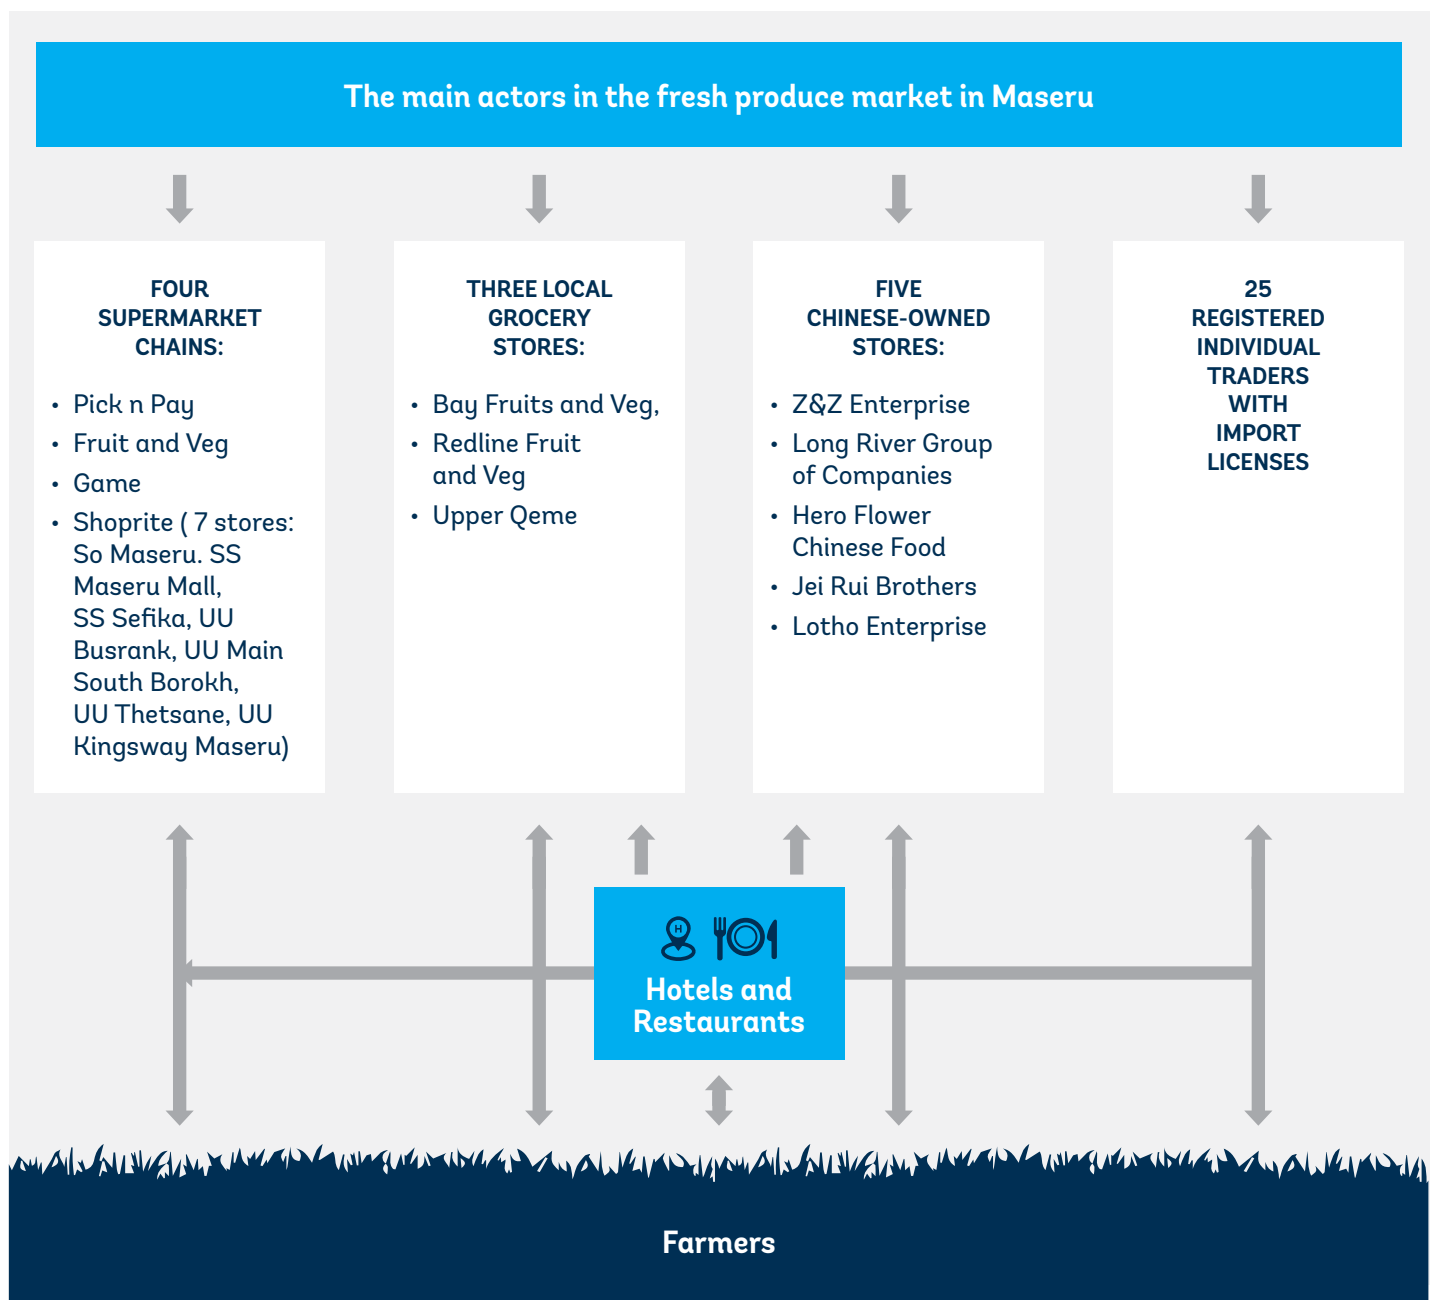 The main actors in the fresh produce market in Maseru
FOUR
SUPERMARKET
CHAINS:
• Pick n Pay
• Fruit and Veg
• Game
• Shoprite ( 7 stores:
So Maseru. SS
Maseru Mall,
SS Sefika, UU
Busrank, UU Main
South Borokh,
UU Thetsane, UU
Kingsway Maseru)
THREE LOCAL
GROCERY
STORES:
• Bay Fruits and Veg,
• Redline Fruit
and Veg
• Upper Qeme
FIVE
CHINESE-OWNED
STORES:
• Z&Z Enterprise
• Long River Group
of Companies
• Hero Flower
Chinese Food
• Jei Rui Brothers
• Lotho Enterprise
25
REGISTERED
INDIVIDUAL
TRADERS
WITH
IMPORT
LICENSES
H
Hotels and
Restaurants
Farmers